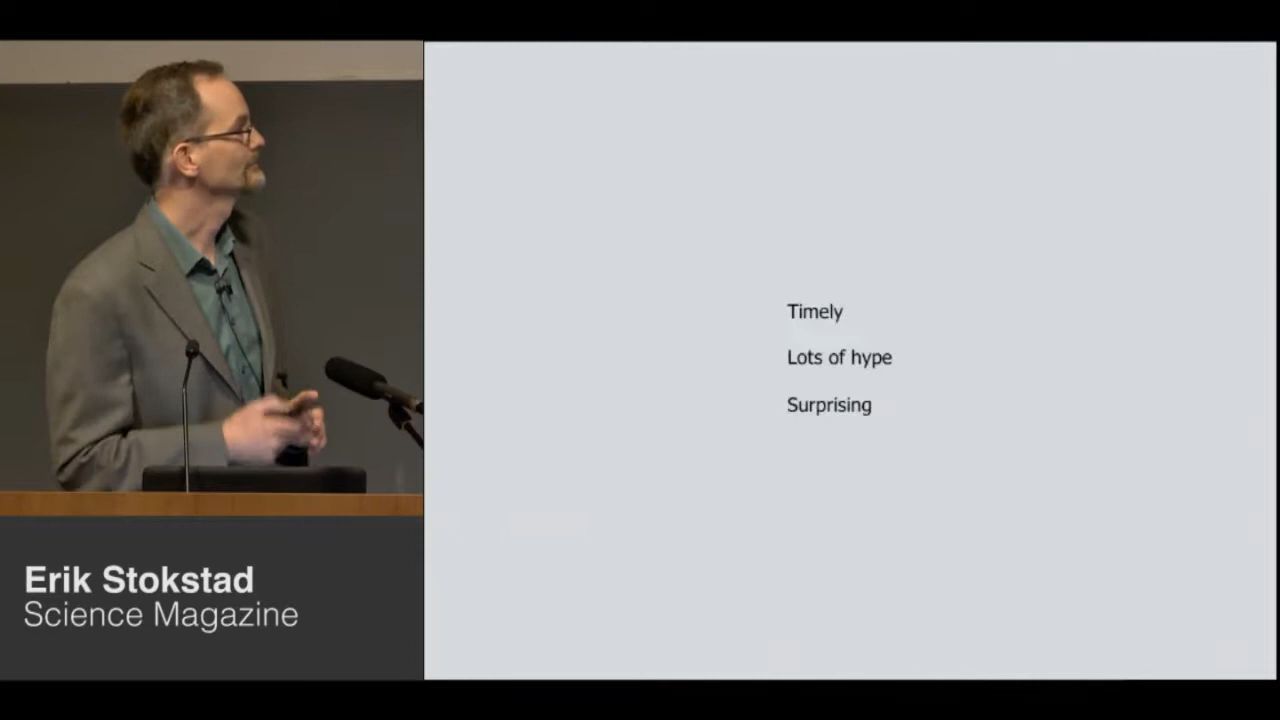 Timely
Lots of hype
Surprising
Erik Stokstad
Science Magazine